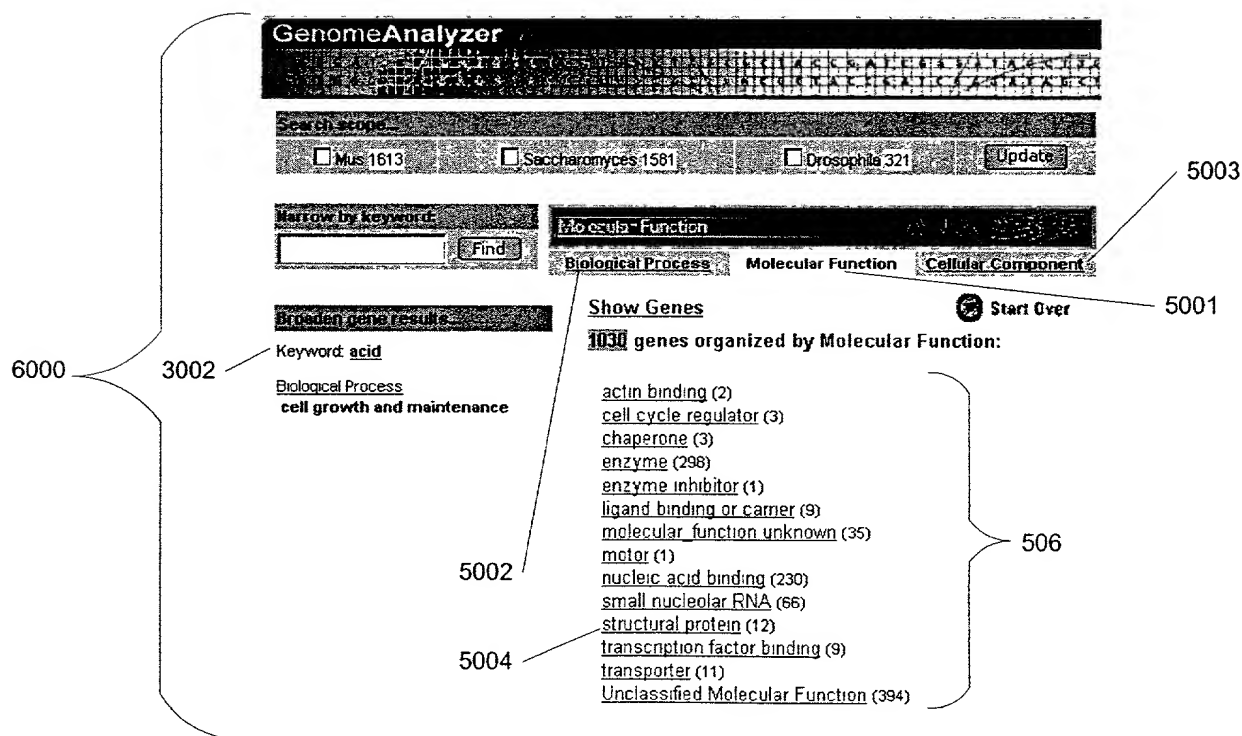 GenomeAnalyzer
Search scope...
Mus 1613
Saccharomyces 1581
Drosophila 321
Update
5003
Narrow by keyword:
Find
Molecular Function
Biological Process
Molecular Function
Cellular Component
5001
Broaden gene results...
Show Genes
Start Over
1030 genes organized by Molecular Function:
6000
3002
Keyword: acid
Biological Process
cell growth and maintenance
actin binding (2)
cell cycle regulator (3)
chaperone (3)
enzyme (298)
enzyme inhibitor (1)
ligand binding or carrier (9)
molecular_function unknown (35)
506
motor (1)
5002
nucleic acid binding (230)
small nucleolar RNA (66)
structural protein (12)
5004
transcription factor binding (9)
transporter (11)
Unclassified Molecular Function (394)